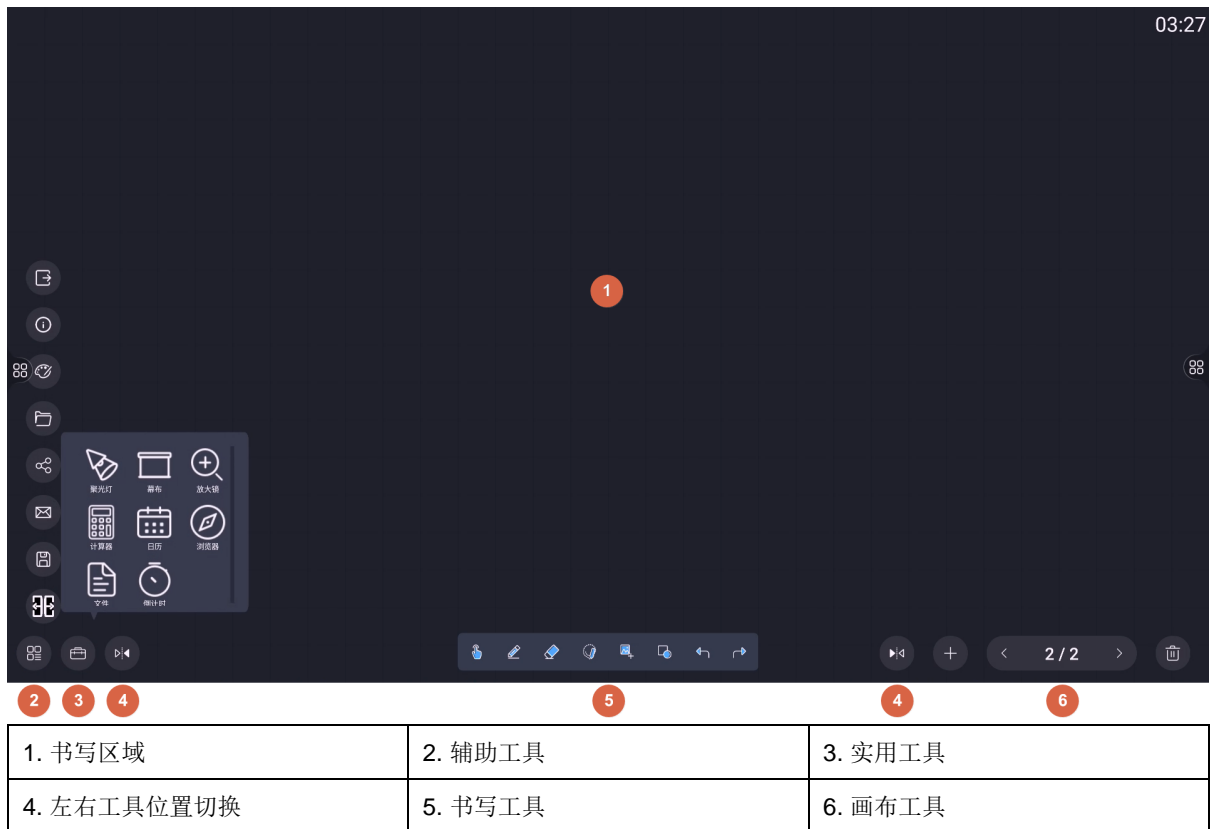 03:27
1
聚光灯 幕布 放大镜
计算器 日历 浏览器
文件 倒计时
2/2
2 3 4 5 4 6
1. 书写区域 2. 辅助工具 3. 实用工具
4. 左右工具位置切换 5. 书写工具 6. 画布工具